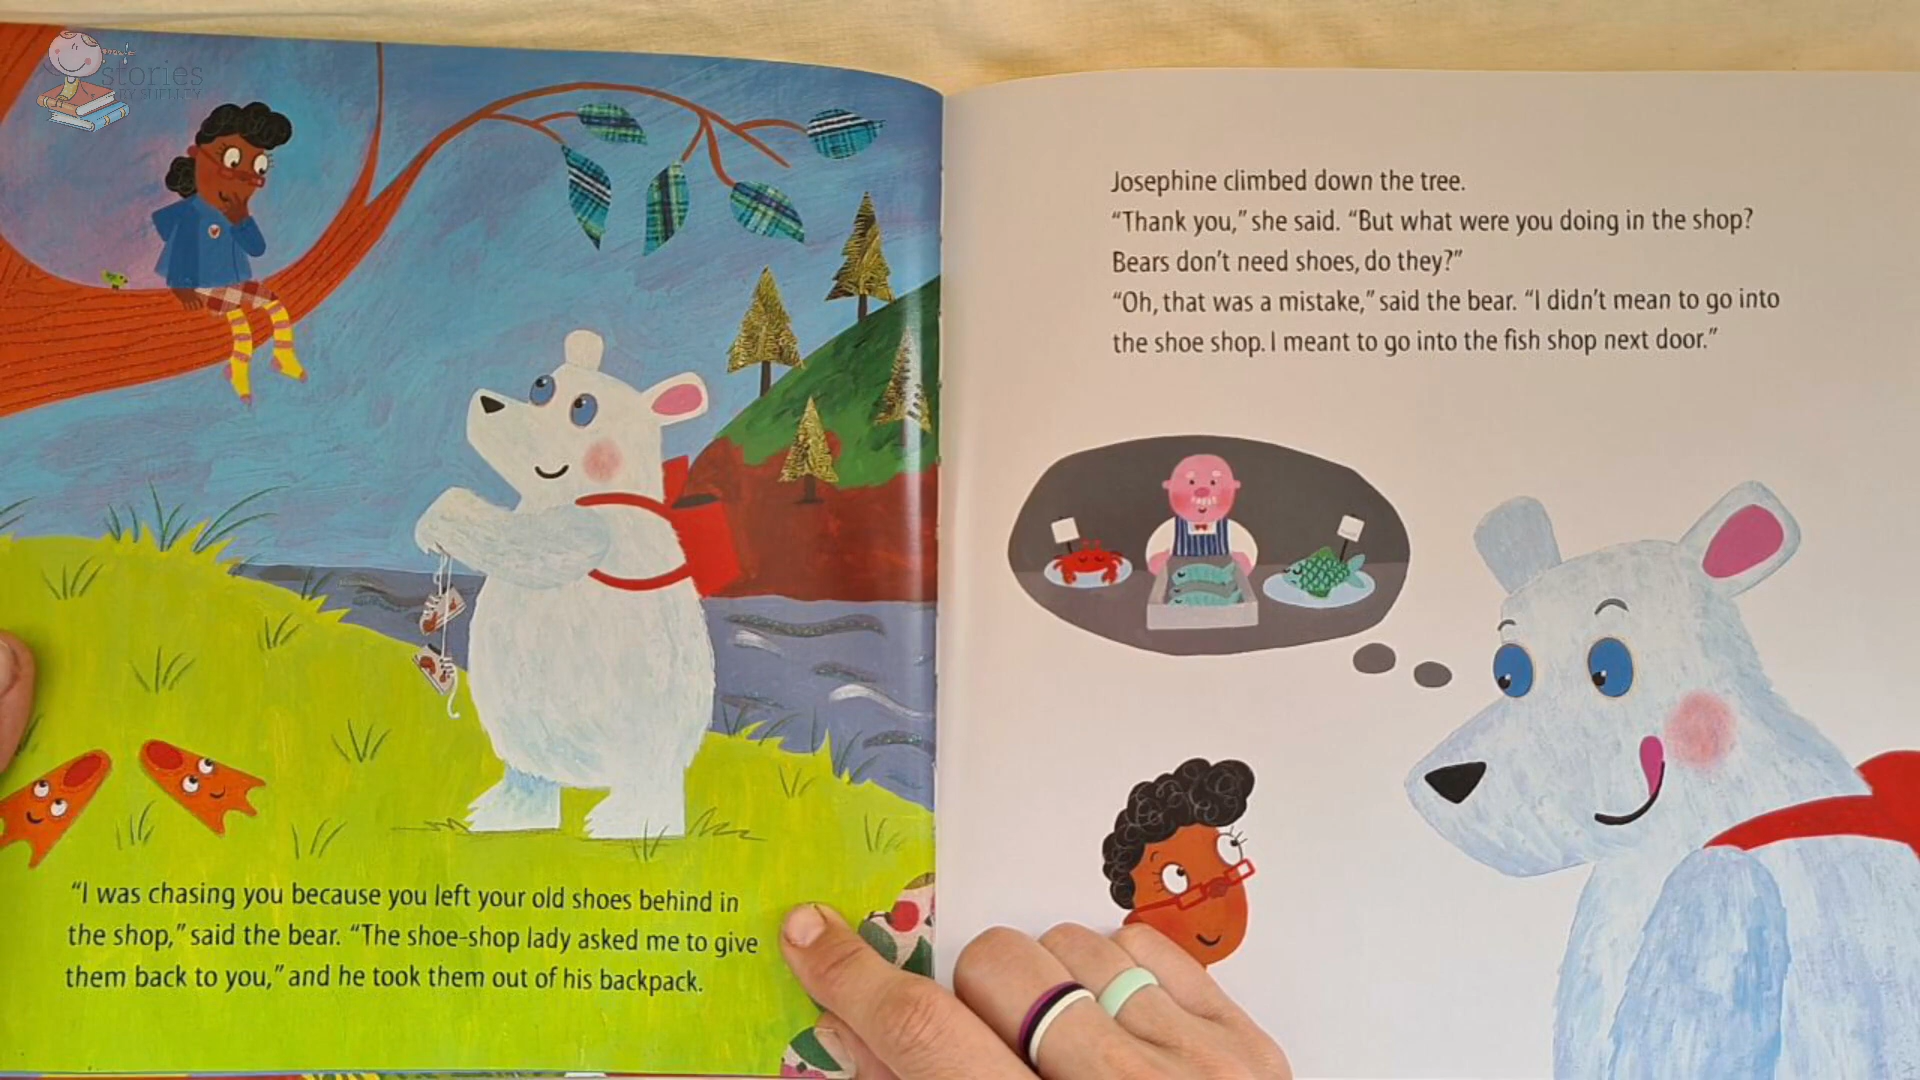 stories
BY SUFFICY
“I was chasing you because you left your old shoes behind in
the shop,” said the bear. “The shoe-shop lady asked me to give
them back to you,” and he took them out of his backpack.
Josephine climbed down the tree.
“Thank you,” she said. “But what were you doing in the shop?
Bears don’t need shoes, do they?”
“Oh, that was a mistake,” said the bear. “I didn’t mean to go into
the shoe shop. I meant to go into the fish shop next door.”